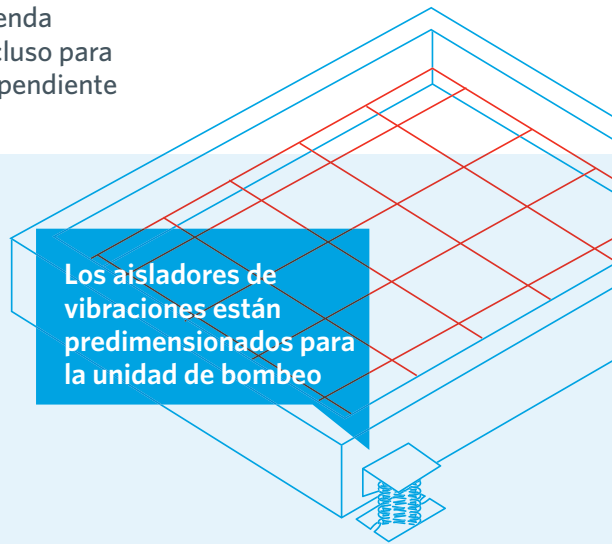 enda
cluso para
pendiente
Los aisladores de
vibraciones están
predimensionados para
la unidad de bombeo